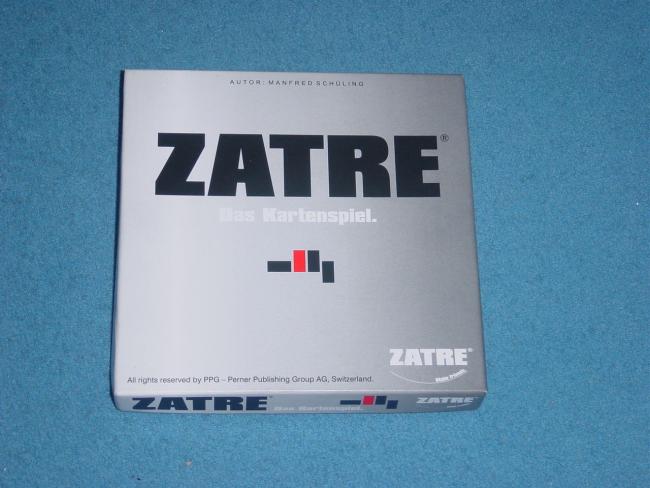 AUTOR: MANFRED SCHÜLING
ZATRE®
Das Kartenspiel.
ZATRE®
All rights reserved by PPG – Perner Publishing Group AG, Switzerland.
ZATRE
Das Kartenspiel.
ZATRE